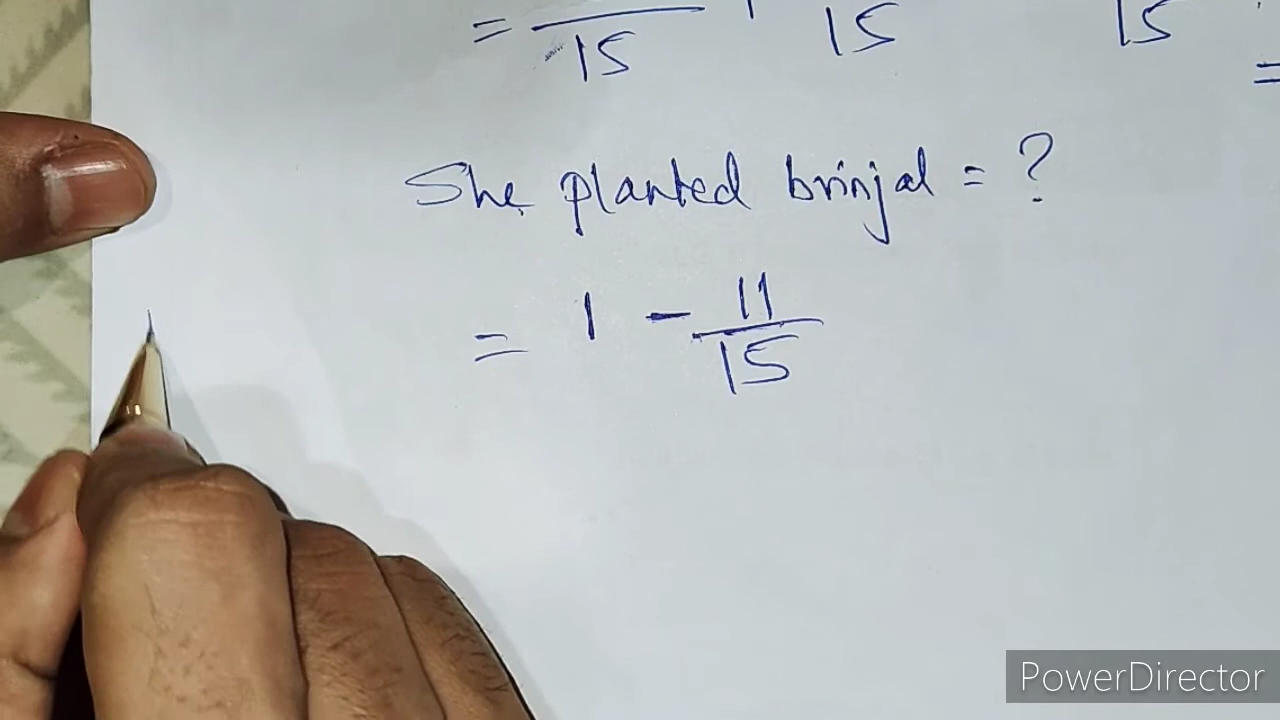 = 15 15 15 =
She planted brinjal = ?
= 1 - 11/15
PowerDirector